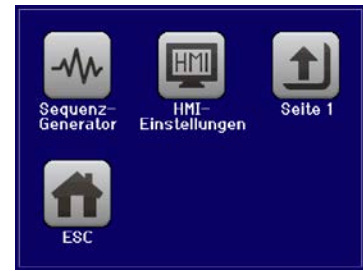 HMI
Sequenz-
Generator
HMI-
Einstellungen
Seite 1
ESC